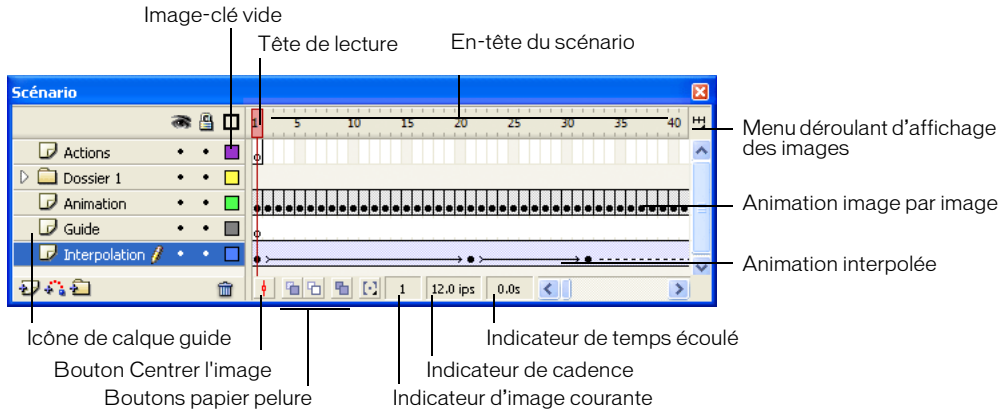 Image-clé vide
Tête de lecture
En-tête du scénario
Scénario
1 5 10 15 20 25 30 35 40
Menu déroulant d'affichage
des images
Actions
Dossier 1
Animation
Animation image par image
Guide
Interpolation
Animation interpolée
1 12.0 ips 0.0s
Icône de calque guide
Indicateur de temps écoulé
Bouton Centrer l'image
Indicateur de cadence
Boutons papier pelure
Indicateur d'image courante